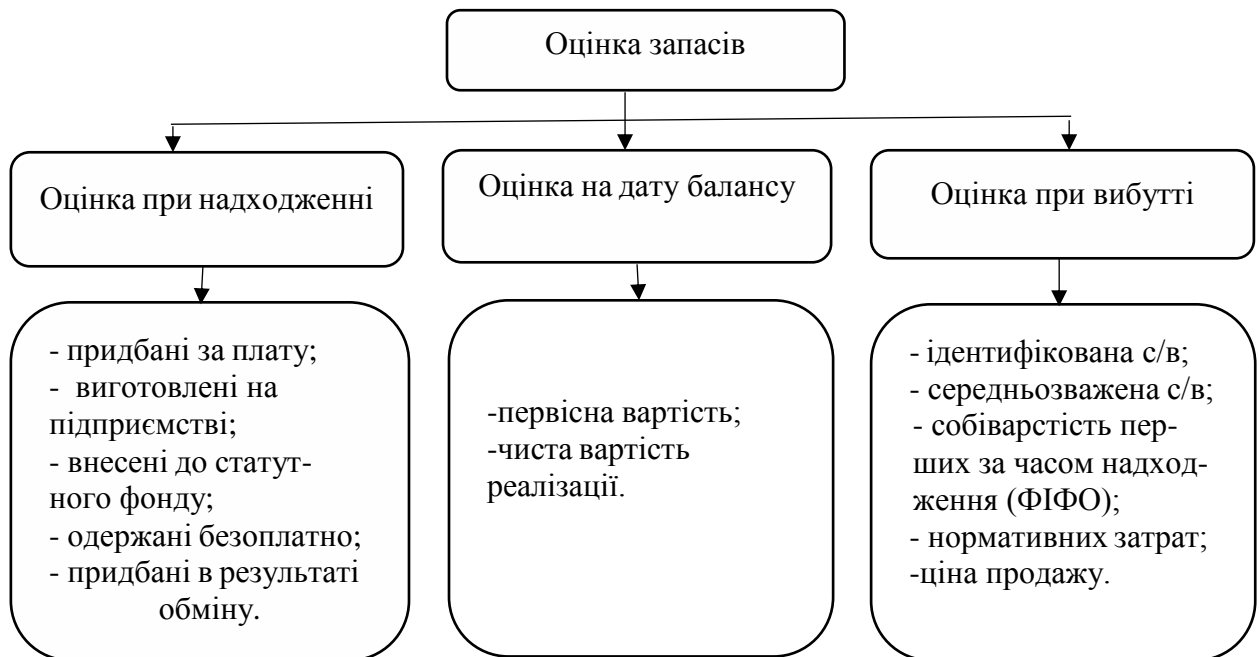 Оцінка запасів
Оцінка при надходженні
Оцінка на дату балансу
Оцінка при вибутті
- придбані за плату;
- виготовлені на
підприємстві;
- внесені до статут-
ного фонду;
- одержані безоплатно;
- придбані в результаті
обміну.
-первісна вартість;
-чиста вартість
реалізації.
- ідентифікована с/в;
- середньозважена с/в;
- собіварстість пер-
ших за часом надход-
ження (ФІФО);
- нормативних затрат;
-ціна продажу.